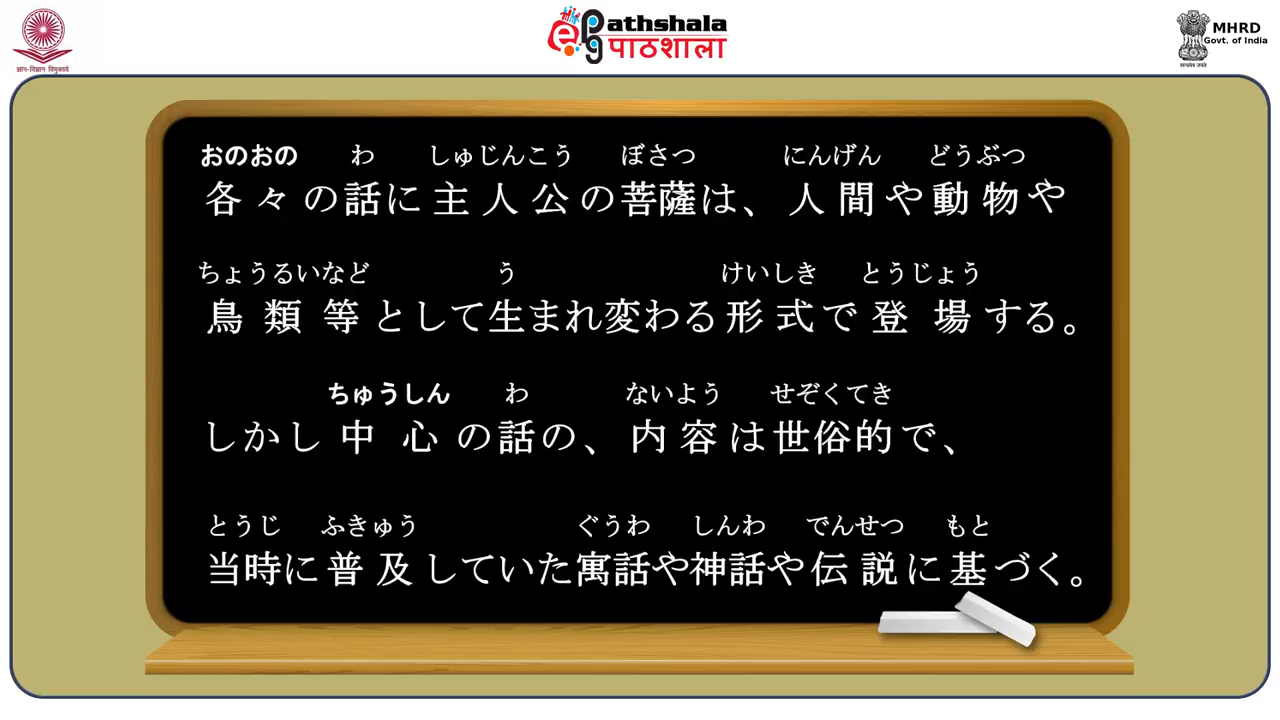 ज्ञान-विज्ञान विमुक्तये
ePathshala
पाठशाला
MHRD
Govt. of India
सत्यमेव जयते
おのおの わ しゅじんこう ぼさつ にんげん どうぶつ
各々の話に主人公の菩薩は、人間や動物や
ちょうるいなど う けいしき とうじょう
鳥類等として生まれ変わる形式で登場する。
ちゅうしん わ ないよう せぞくてき
しかし中心の話の、内容は世俗的で、
とうじ ふきゅう ぐうわ しんわ でんせつ もと
当時に普及していた寓話や神話や伝説に基づく。